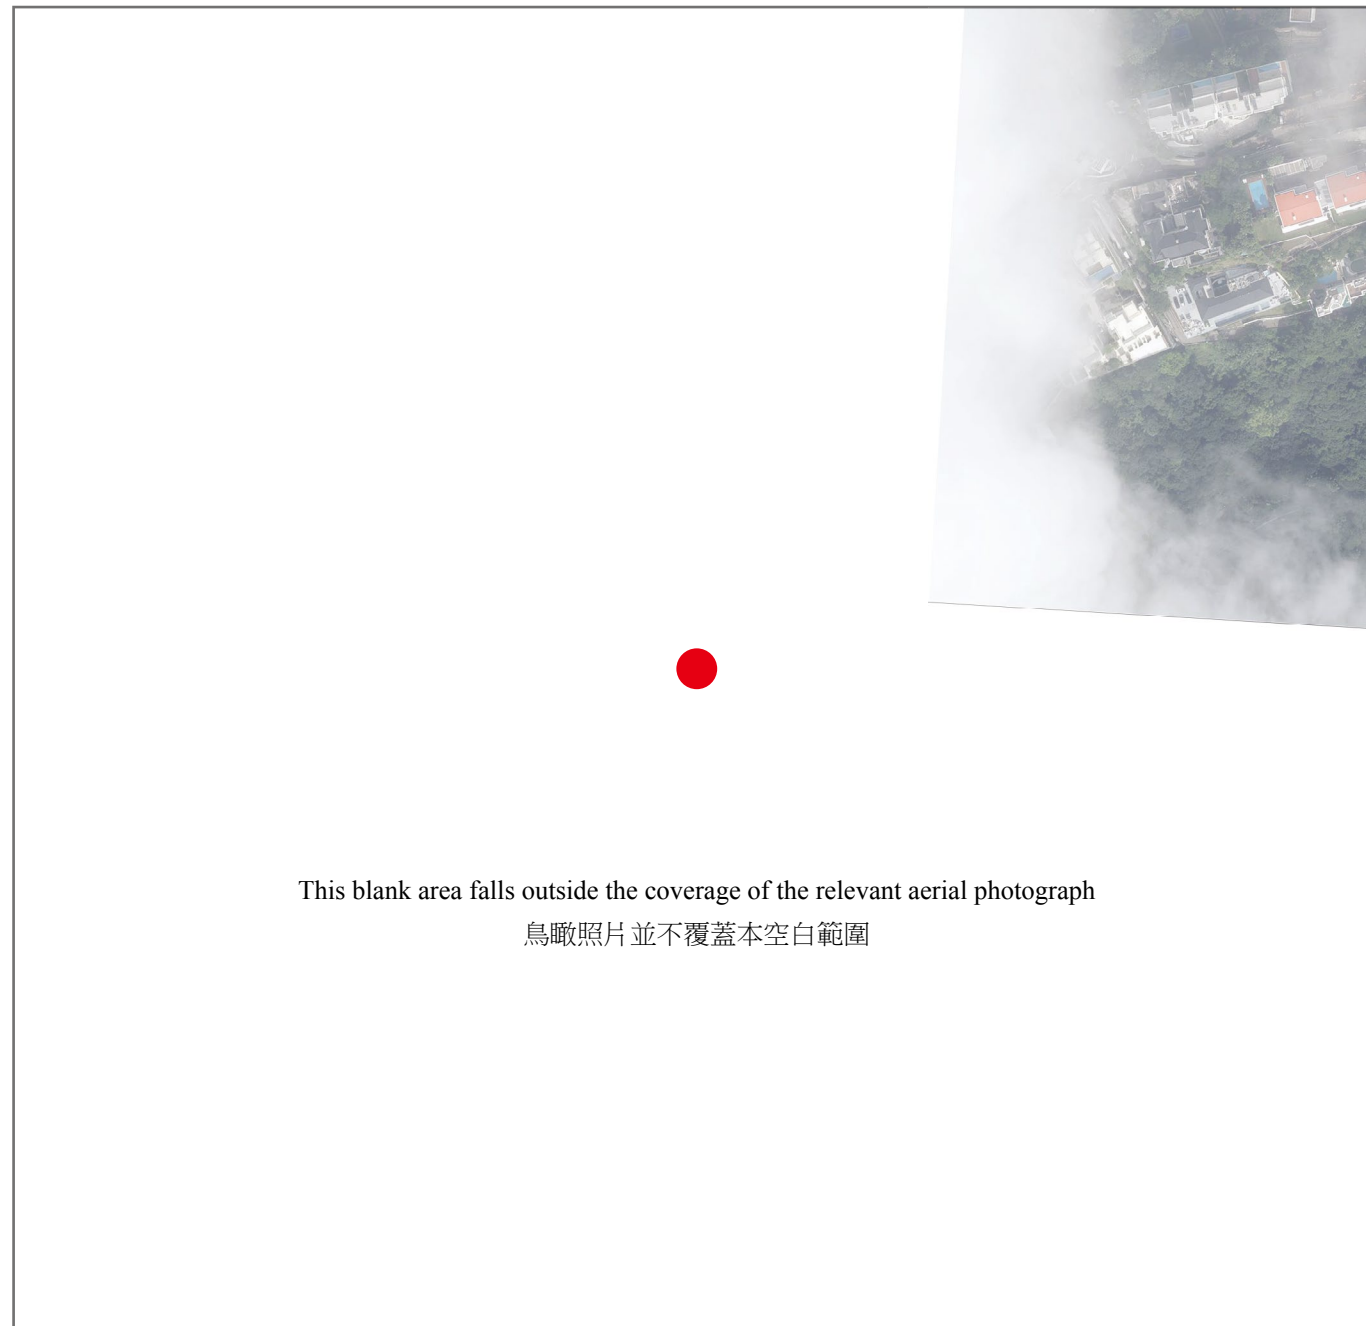 This blank area falls outside the coverage of the relevant aerial photograph
鳥瞰照片並不覆蓋本空白範圍